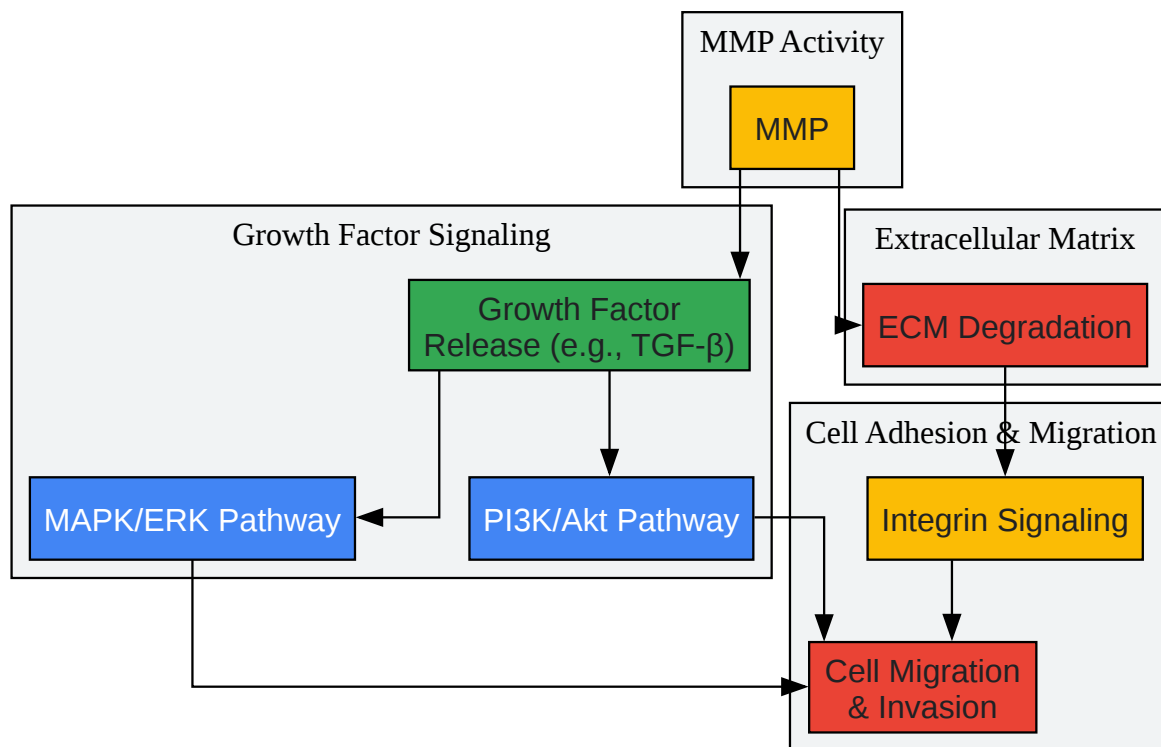 MMP Activity
MMP
Growth Factor Signaling
Extracellular Matrix
Growth Factor
Release (e.g., TGF-β)
ECM Degradation
Cell Adhesion & Migration
MAPK/ERK Pathway
PI3K/Akt Pathway
Integrin Signaling
Cell Migration
& Invasion